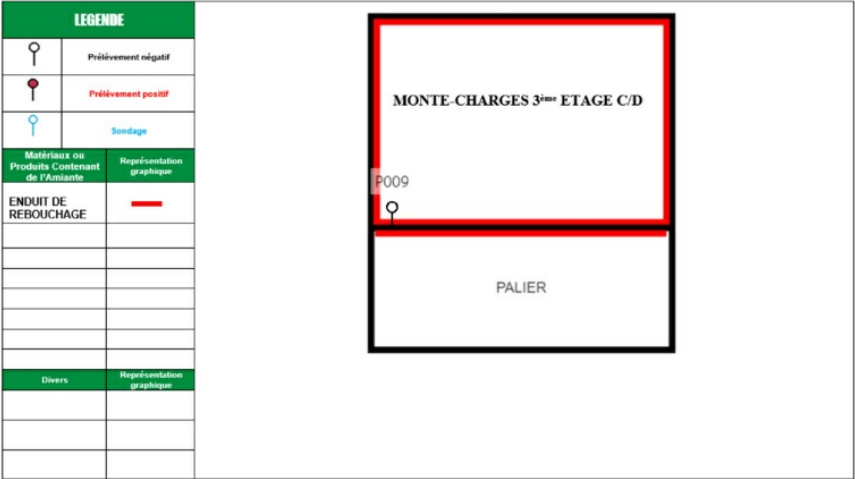 LEGENDE
Prélèvement négatif
Prélèvement positif
Sondage
Matériaux ou
Produits Contenant
de l'Amiante
Représentation
graphique
ENDUIT DE
REBOUCHAGE
Divers
Représentation
graphique
MONTE-CHARGES 3ème ETAGE C/D
P009
PALIER